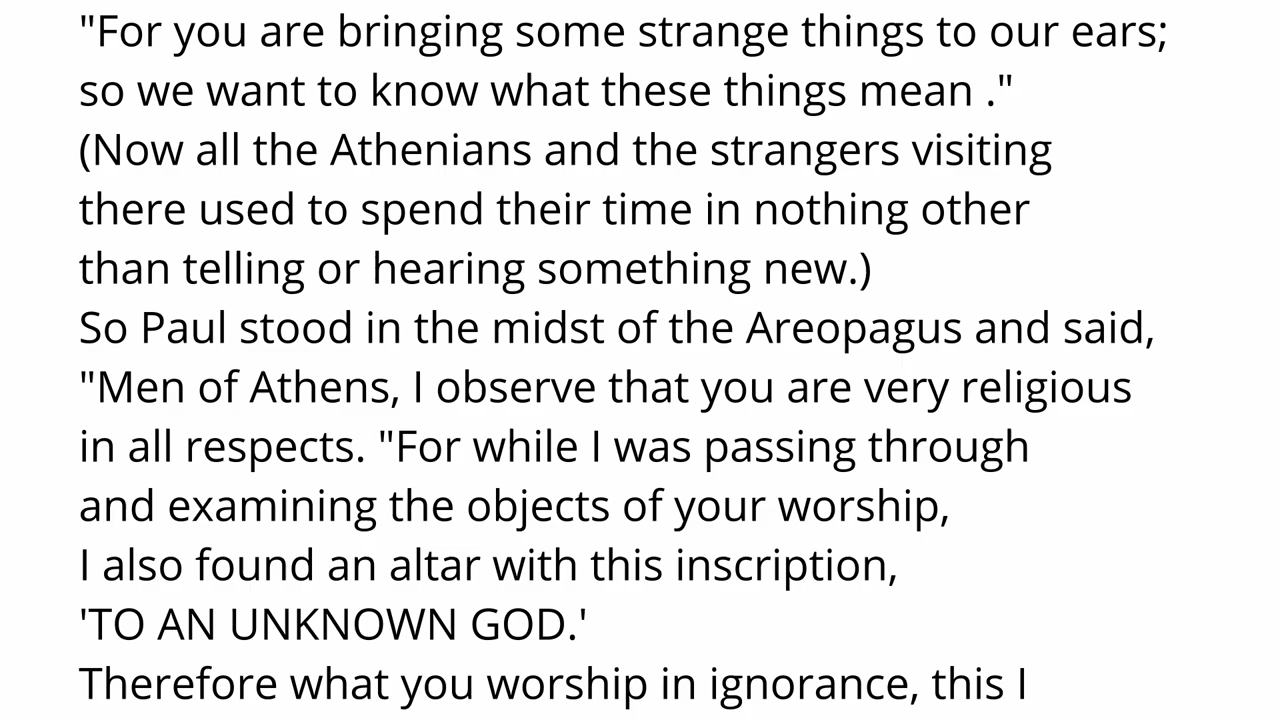 "For you are bringing some strange things to our ears;
so we want to know what these things mean ."
(Now all the Athenians and the strangers visiting
there used to spend their time in nothing other
than telling or hearing something new.)
So Paul stood in the midst of the Areopagus and said,
"Men of Athens, I observe that you are very religious
in all respects. "For while I was passing through
and examining the objects of your worship,
I also found an altar with this inscription,
'TO AN UNKNOWN GOD.'
Therefore what you worship in ignorance, this I